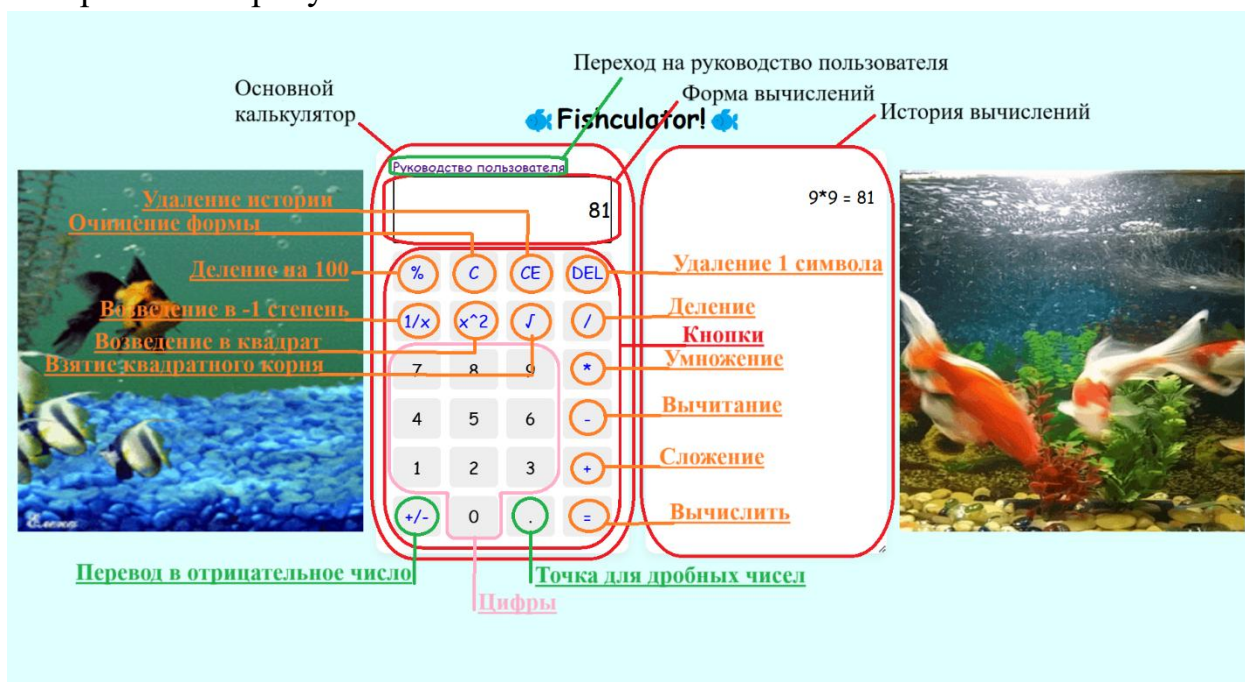 Переход на руководство пользователя
Основной
калькулятор
Форма вычислений
История вычислений
Fishculator!
Руководство пользователя
81
9*9 = 81
Удаление истории
Очищение формы
Деление на 100
Возведение в -1 степень
Возведение в квадрат
Взятие квадратного корня
% C CE DEL
1/x x^2 √ /
7 8 9 *
4 5 6 -
1 2 3 +
+/- 0 . =
Удаление 1 символа
Деление
Кнопки
Умножение
Вычитание
Сложение
Вычислить
Перевод в отрицательное число
Точка для дробных чисел
Цифры